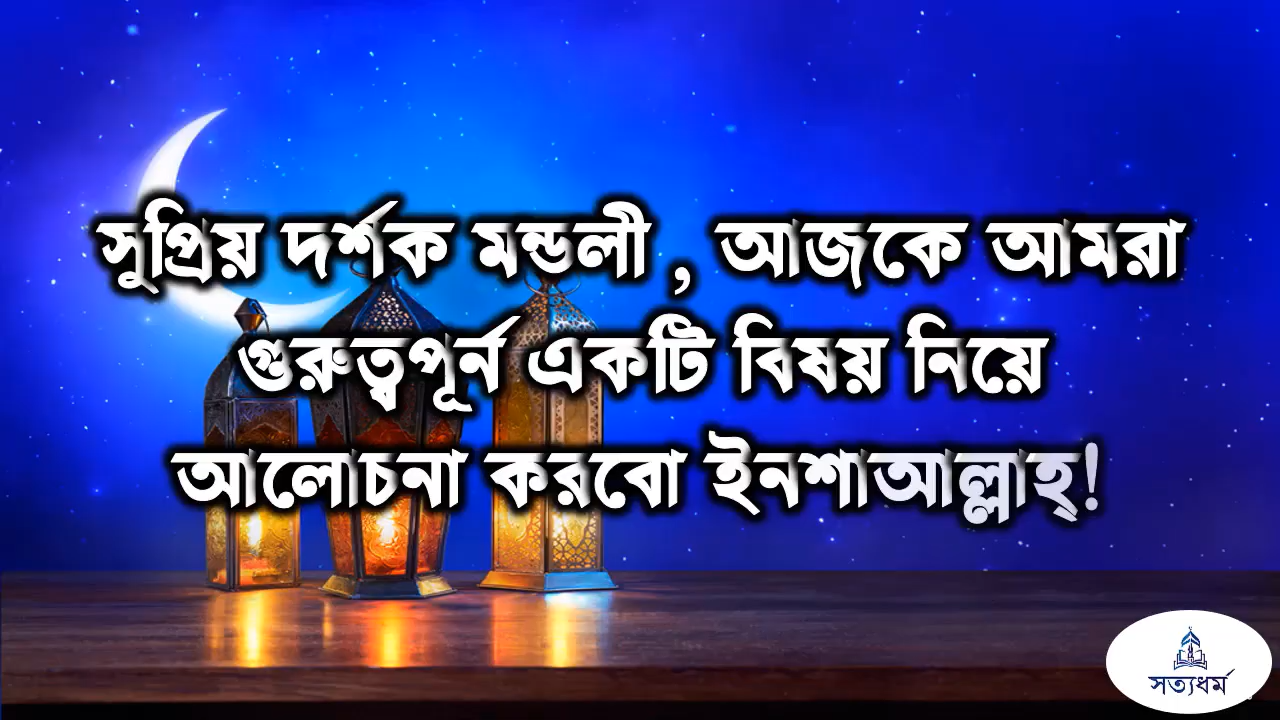 সুপ্রিয় দর্শক মন্ডলী , আজকে আমরা
গুরুত্বপূর্ন একটি বিষয় নিয়ে
আলোচনা করবো ইনশাআল্লাহ্!
সত্যধর্ম